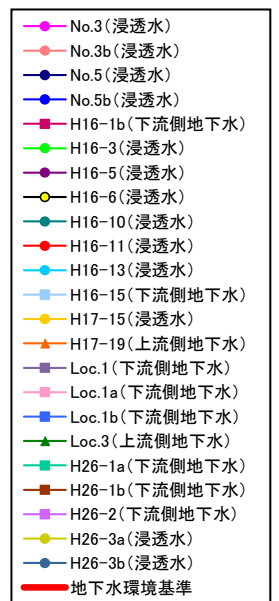 No.3(浸透水)
No.3b(浸透水)
No.5(浸透水)
No.5b(浸透水)
H16-1b(下流側地下水)
H16-3(浸透水)
H16-5(浸透水)
H16-6(浸透水)
H16-10(浸透水)
H16-11(浸透水)
H16-13(浸透水)
H16-15(下流側地下水)
H17-15(浸透水)
H17-19(上流側地下水)
Loc.1(下流側地下水)
Loc.1a(下流側地下水)
Loc.1b(下流側地下水)
Loc.3(上流側地下水)
H26-1a(下流側地下水)
H26-1b(下流側地下水)
H26-2(下流側地下水)
H26-3a(浸透水)
H26-3b(浸透水)
地下水環境基準